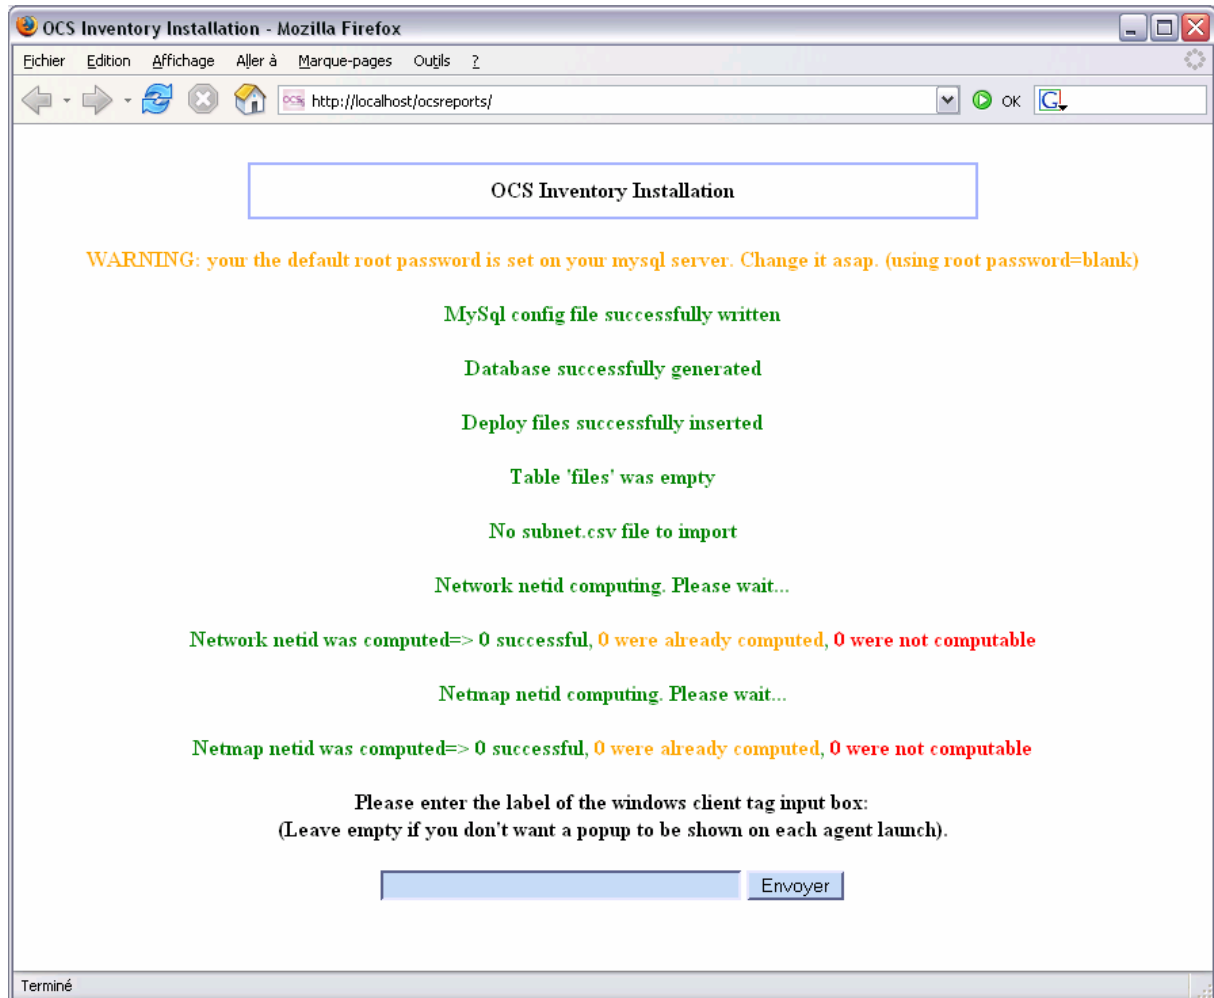 OCS Inventory Installation - Mozilla Firefox
Fichier Edition Affichage Aller à Marque-pages Outils ?
OCS http://localhost/ocsreports/ OK G
OCS Inventory Installation
WARNING: your the default root password is set on your mysql server. Change it asap. (using root password=blank)
MySql config file successfully written
Database successfully generated
Deploy files successfully inserted
Table 'files' was empty
No subnet.csv file to import
Network netid computing. Please wait...
Network netid was computed=> 0 successful, 0 were already computed, 0 were not computable
Netmap netid computing. Please wait...
Netmap netid was computed=> 0 successful, 0 were already computed, 0 were not computable
Please enter the label of the windows client tag input box:
(Leave empty if you don't want a popup to be shown on each agent launch).
Envoyer
Terminé